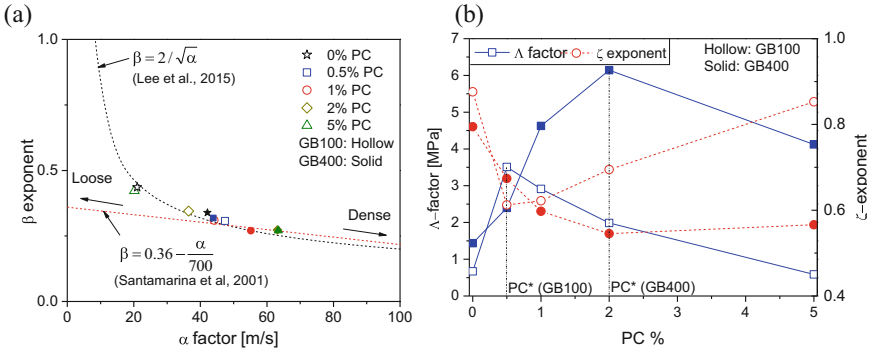 (a)
1.0
0.5
0.0
β exponent
β = 2/√α
(Lee et al., 2015)
☆ 0% PC
□ 0.5% PC
○ 1% PC
◇ 2% PC
△ 5% PC
GB100: Hollow
GB400: Solid
Loose
Dense
β = 0.36 − α/700
(Santamarina et al, 2001)
0 20 40 60 80 100
α factor [m/s]
(b)
Λ factor ζ exponent
Hollow: GB100
Solid: GB400
7
6
5
4
3
2
1
0
Λ−factor [MPa]
1.0
0.8
0.6
0.4
ζ−exponent
PC* (GB100)
PC* (GB400)
0 1 2 3 4 5
PC %